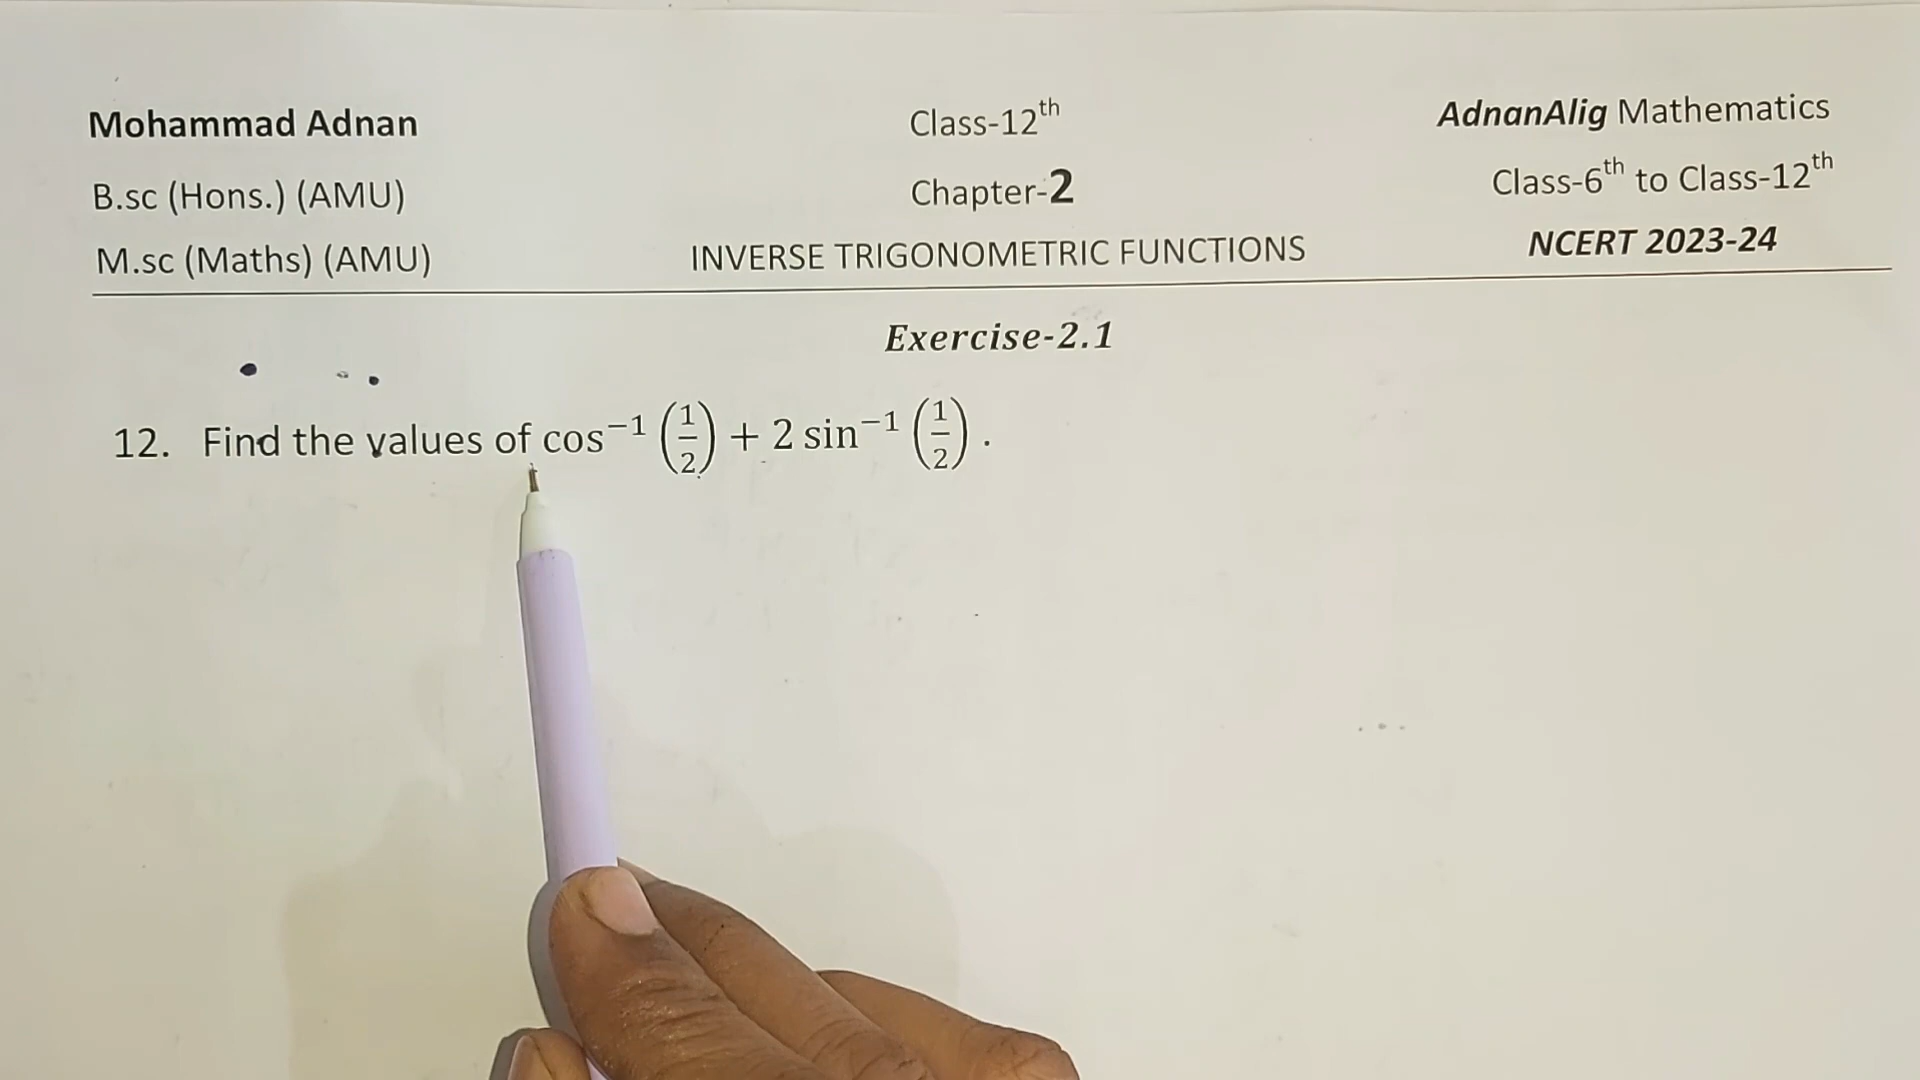 Mohammad Adnan
B.sc (Hons.) (AMU)
M.sc (Maths) (AMU)
Class-12th
Chapter-2
INVERSE TRIGONOMETRIC FUNCTIONS
AdnanAlig Mathematics
Class-6th to Class-12th
NCERT 2023-24
Exercise-2.1
12. Find the values of cos⁻¹ (1/2) + 2 sin⁻¹ (1/2) .